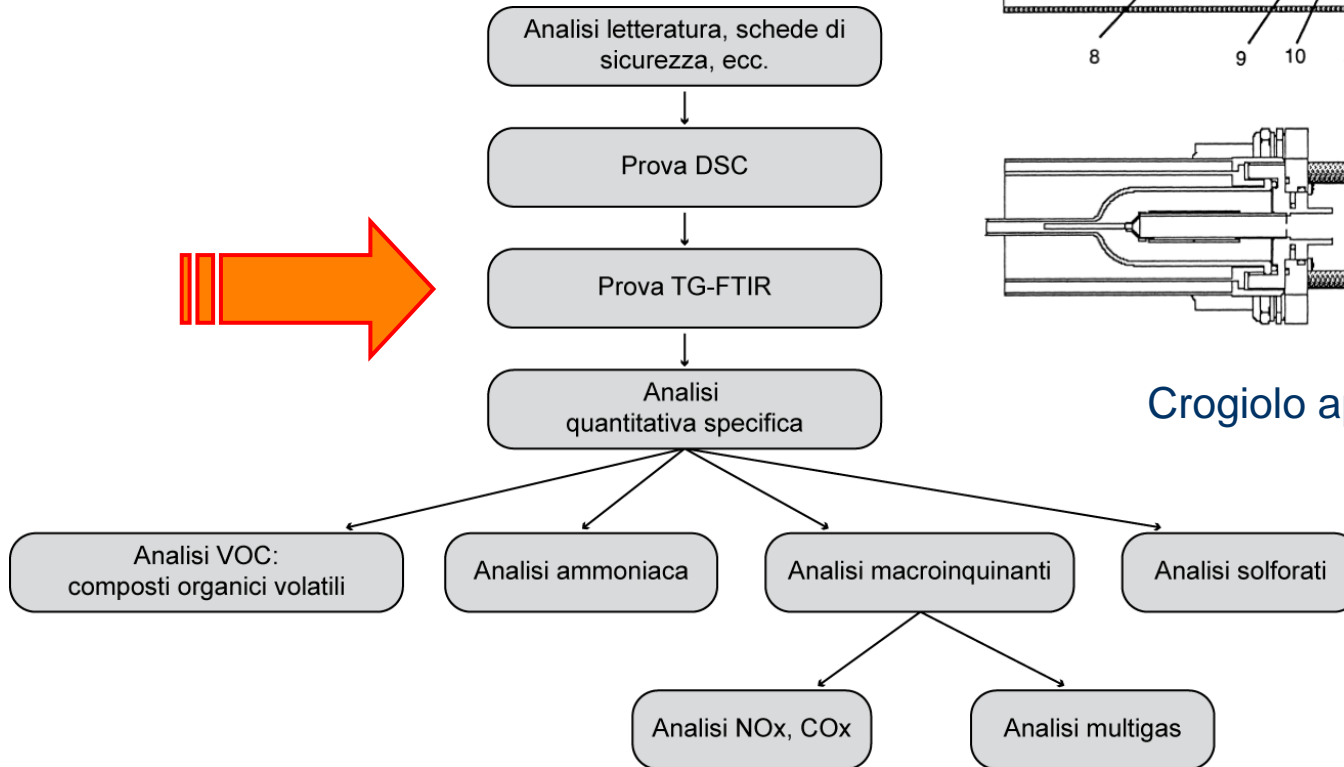 Analisi letteratura, schede di
sicurezza, ecc.
8
9
10
Prova DSC
Prova TG-FTIR
Analisi
quantitativa specifica
Crogiolo
Analisi VOC:
composti organici volatili
Analisi ammoniaca
Analisi macroinquinanti
Analisi solforati
Analisi NOx, COx
Analisi multigas